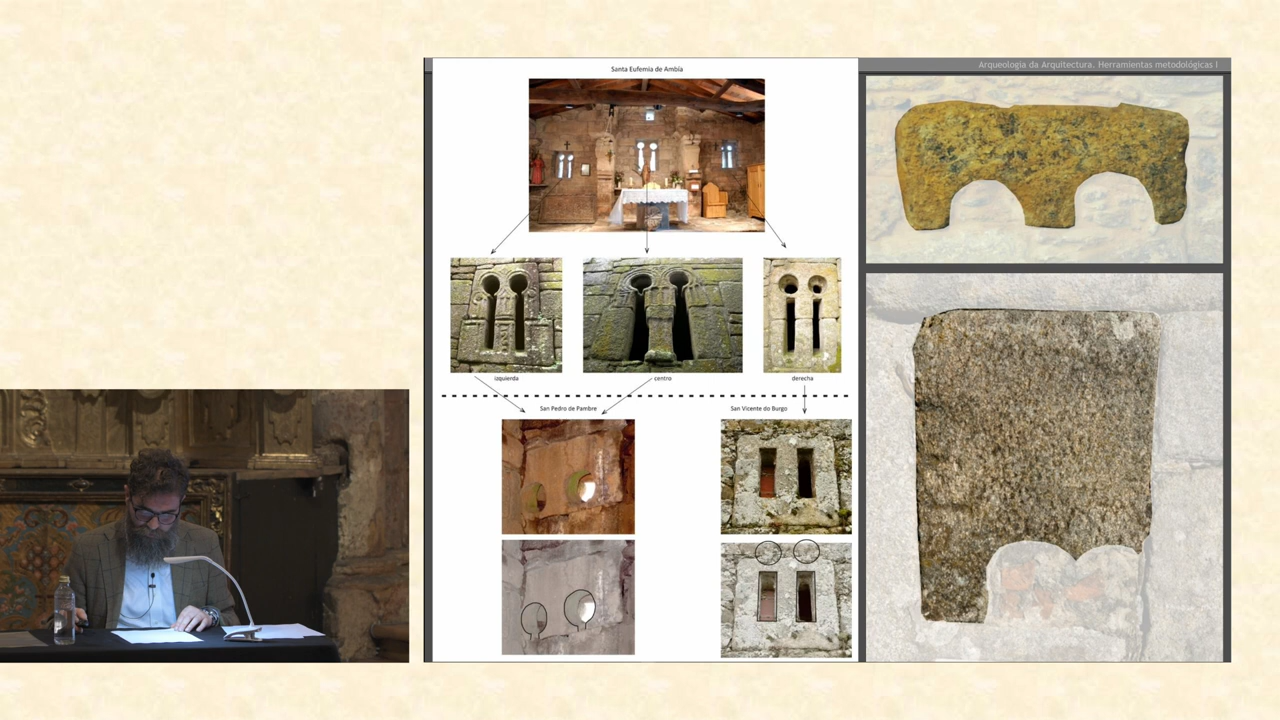 Santa Eufemia de Ambía
Arqueología da Arquitectura. Herramientas metodológicas I
izquierda
centro
derecha
San Pedro de Pambre
San Vicente do Burgo